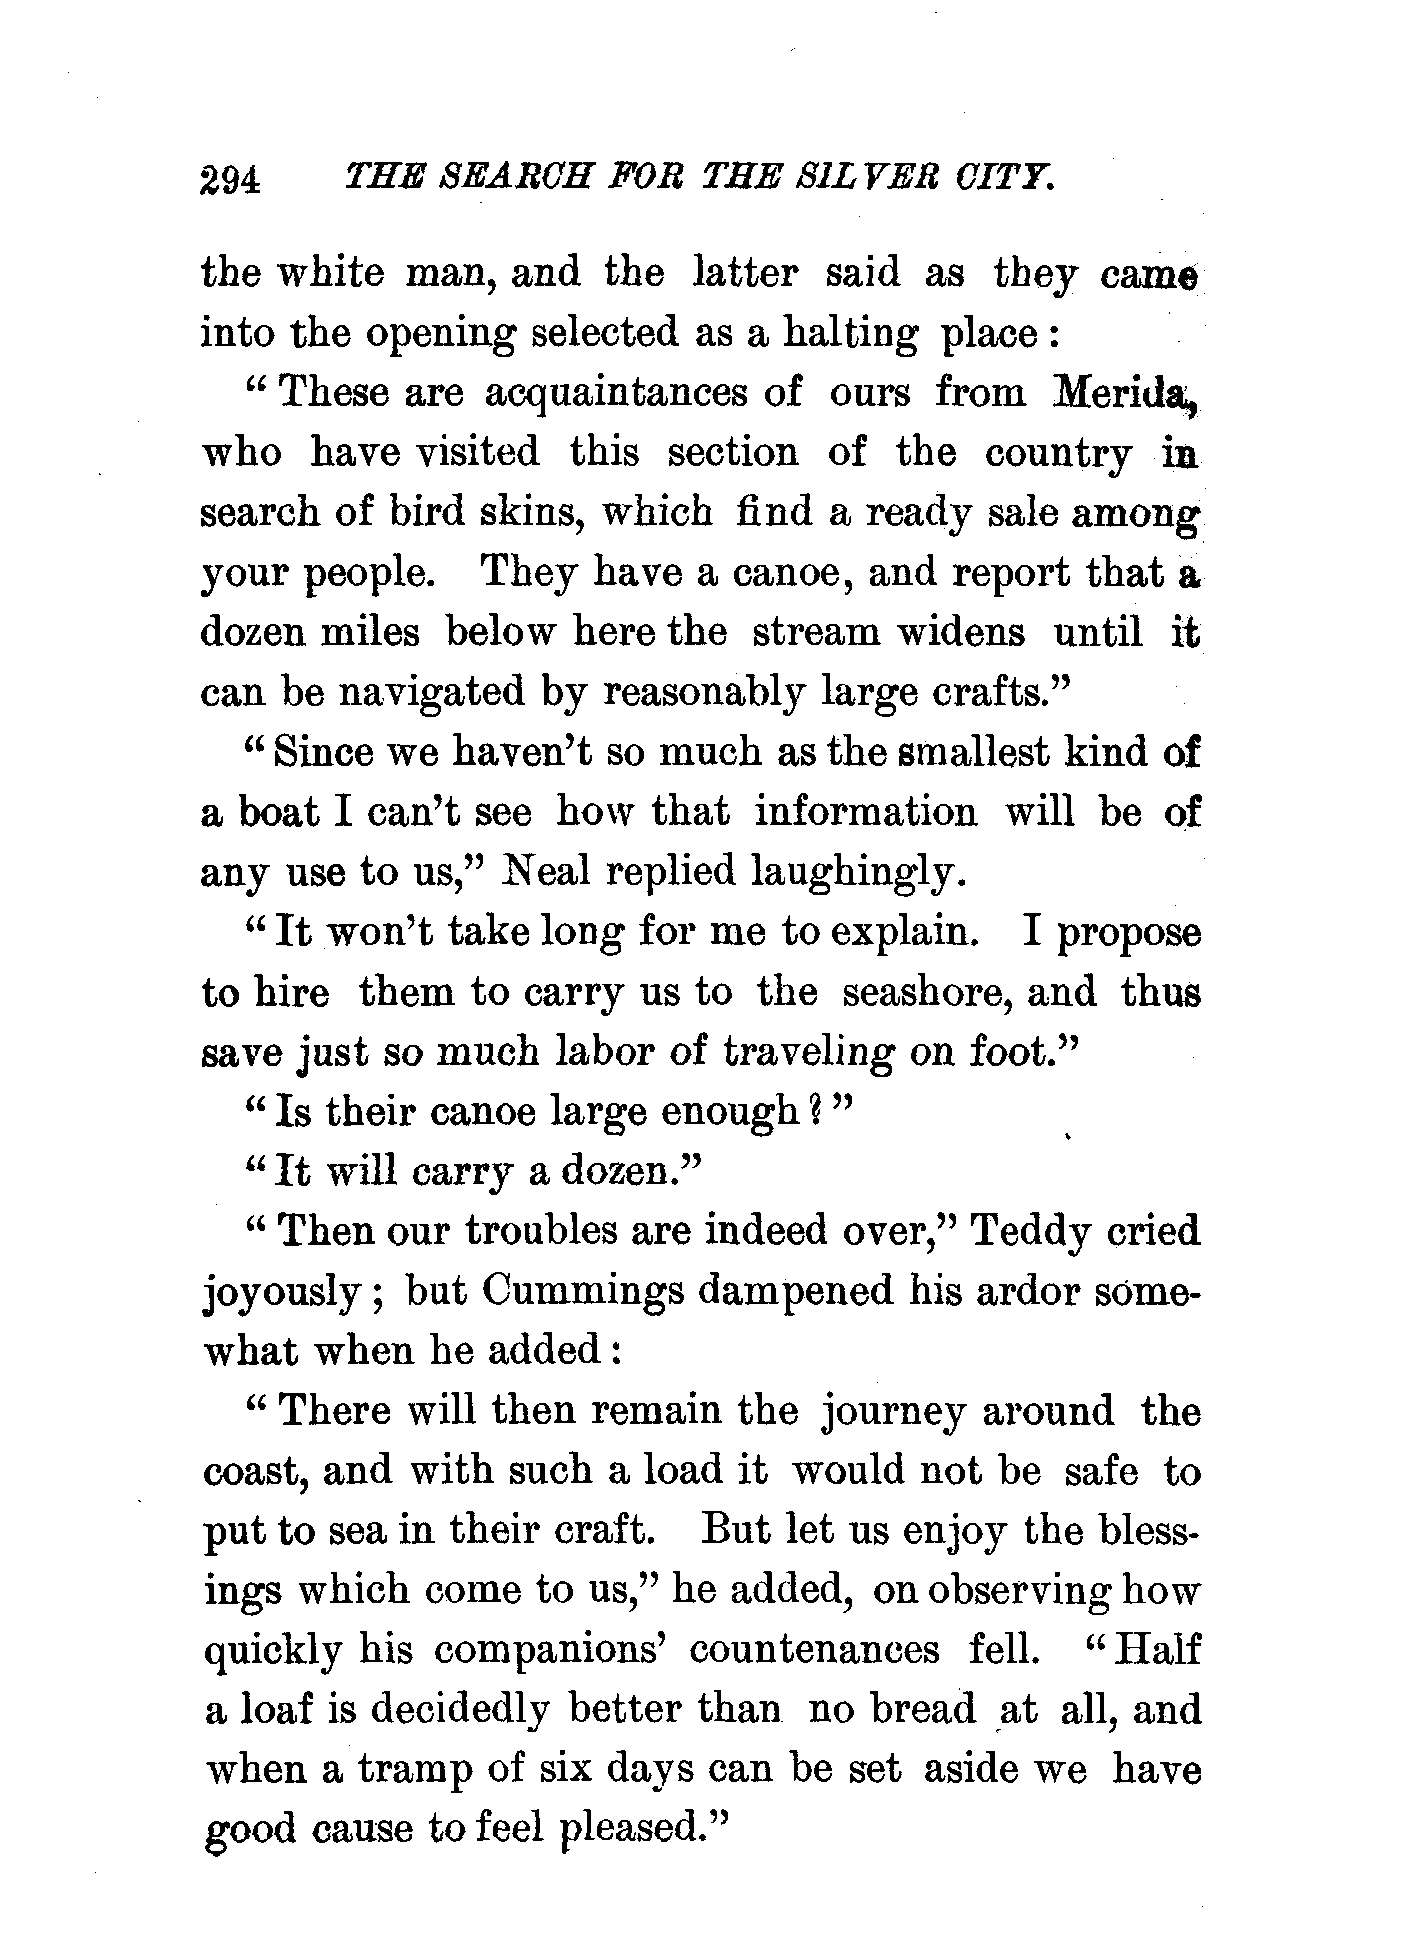 294 THE SEARCH FOR THE SILVER CITY.
the white man, and the latter said as they came
into the opening selected as a halting place :
“ These are acquaintances of ours from Merida,
who have visited this section of the country in
search of bird skins, which find a ready sale among
your people. They have a canoe, and report that a
dozen miles below here the stream widens until it
can be navigated by reasonably large crafts.”
“ Since we haven’t so much as the smallest kind of
a boat I can’t see how that information will be of
any use to us,” Neal replied laughingly.
“ It won’t take long for me to explain. I propose
to hire them to carry us to the seashore, and thus
save just so much labor of traveling on foot.”
“ Is their canoe large enough ? ”
“ It will carry a dozen.”
“ Then our troubles are indeed over,” Teddy cried
joyously ; but Cummings dampened his ardor some-
what when he added :
“ There will then remain the journey around the
coast, and with such a load it would not be safe to
put to sea in their craft. But let us enjoy the bless-
ings which come to us,” he added, on observing how
quickly his companions’ countenances fell. “ Half
a loaf is decidedly better than no bread at all, and
when a tramp of six days can be set aside we have
good cause to feel pleased.”